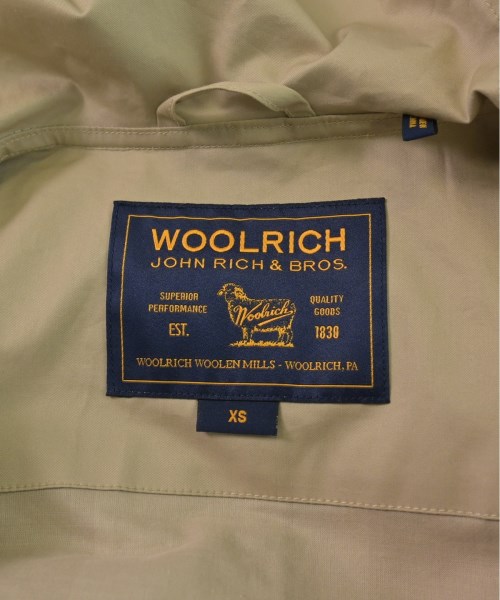 WOOLRICH
JOHN RICH & BROS.
SUPERIOR
PERFORMANCE
EST.
Woolrich
QUALITY
GOODS
1830
WOOLRICH WOOLEN MILLS - WOOLRICH, PA
XS